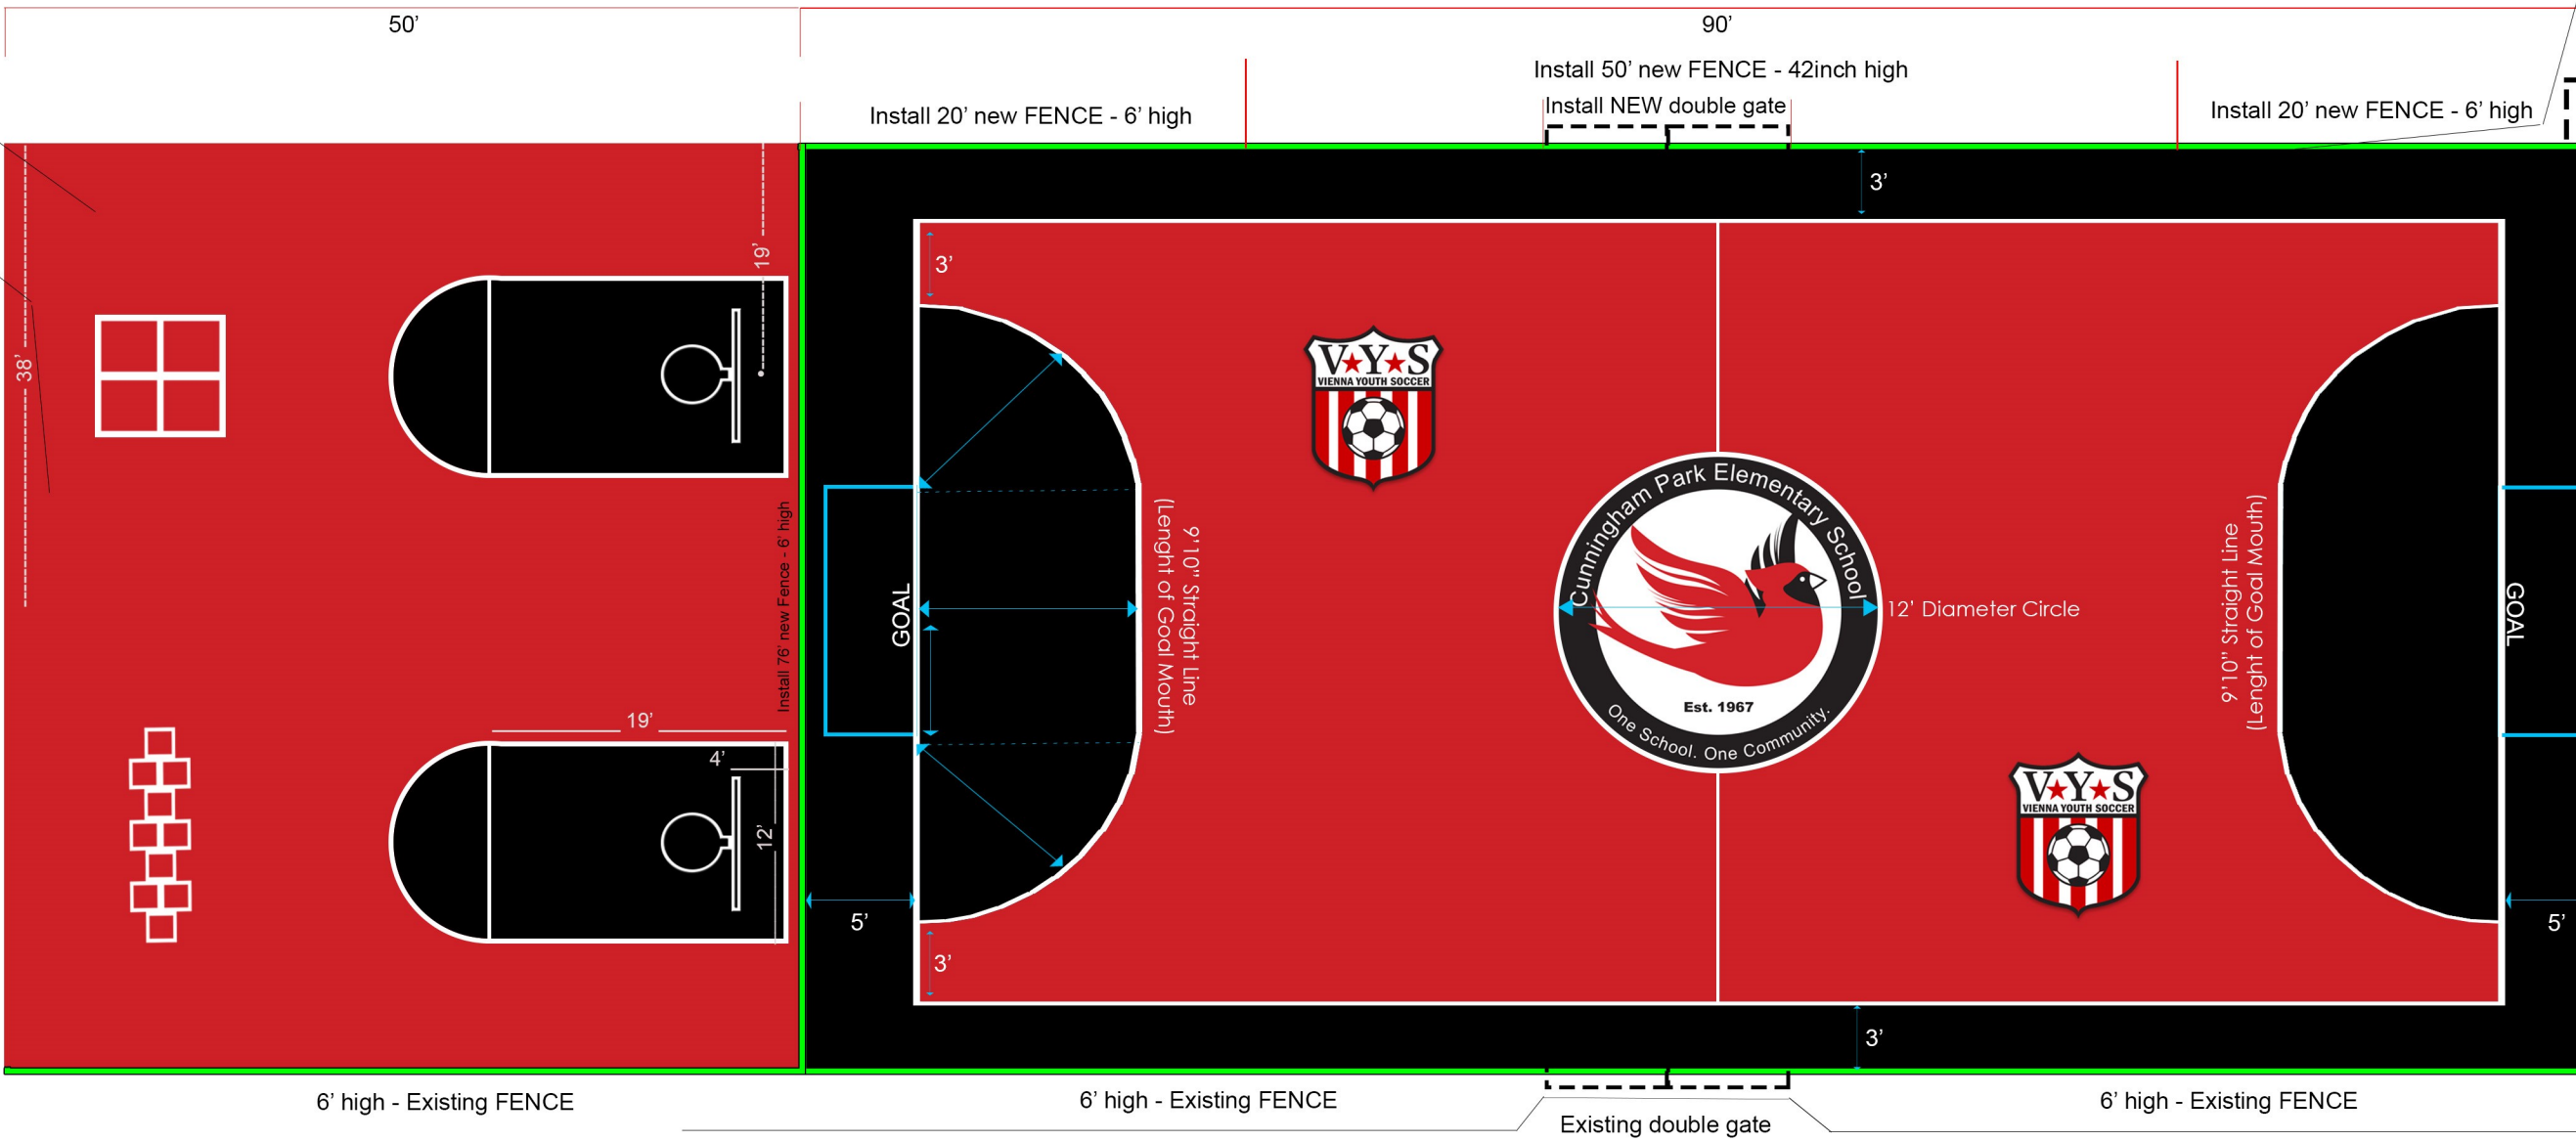 50’
90’
Install 50’ new FENCE - 42inch high
Install NEW double gate
Install 20’ new FENCE - 6’ high
Install 20’ new FENCE - 6’ high
3’
19’
3’
38’
V★Y★S
VIENNA YOUTH SOCCER
Install 76’ new Fence - 6’ high
GOAL
9’10” Straight Line
(Lenght of Goal Mouth)
Cunningham Park Elementary School
12’ Diameter Circle
Est. 1967
One School. One Community.
9’10” Straight Line
(Lenght of Goal Mouth)
GOAL
19’
4’
12’
V★Y★S
VIENNA YOUTH SOCCER
5’
5’
3’
3’
6’ high - Existing FENCE
6’ high - Existing FENCE
6’ high - Existing FENCE
Existing double gate